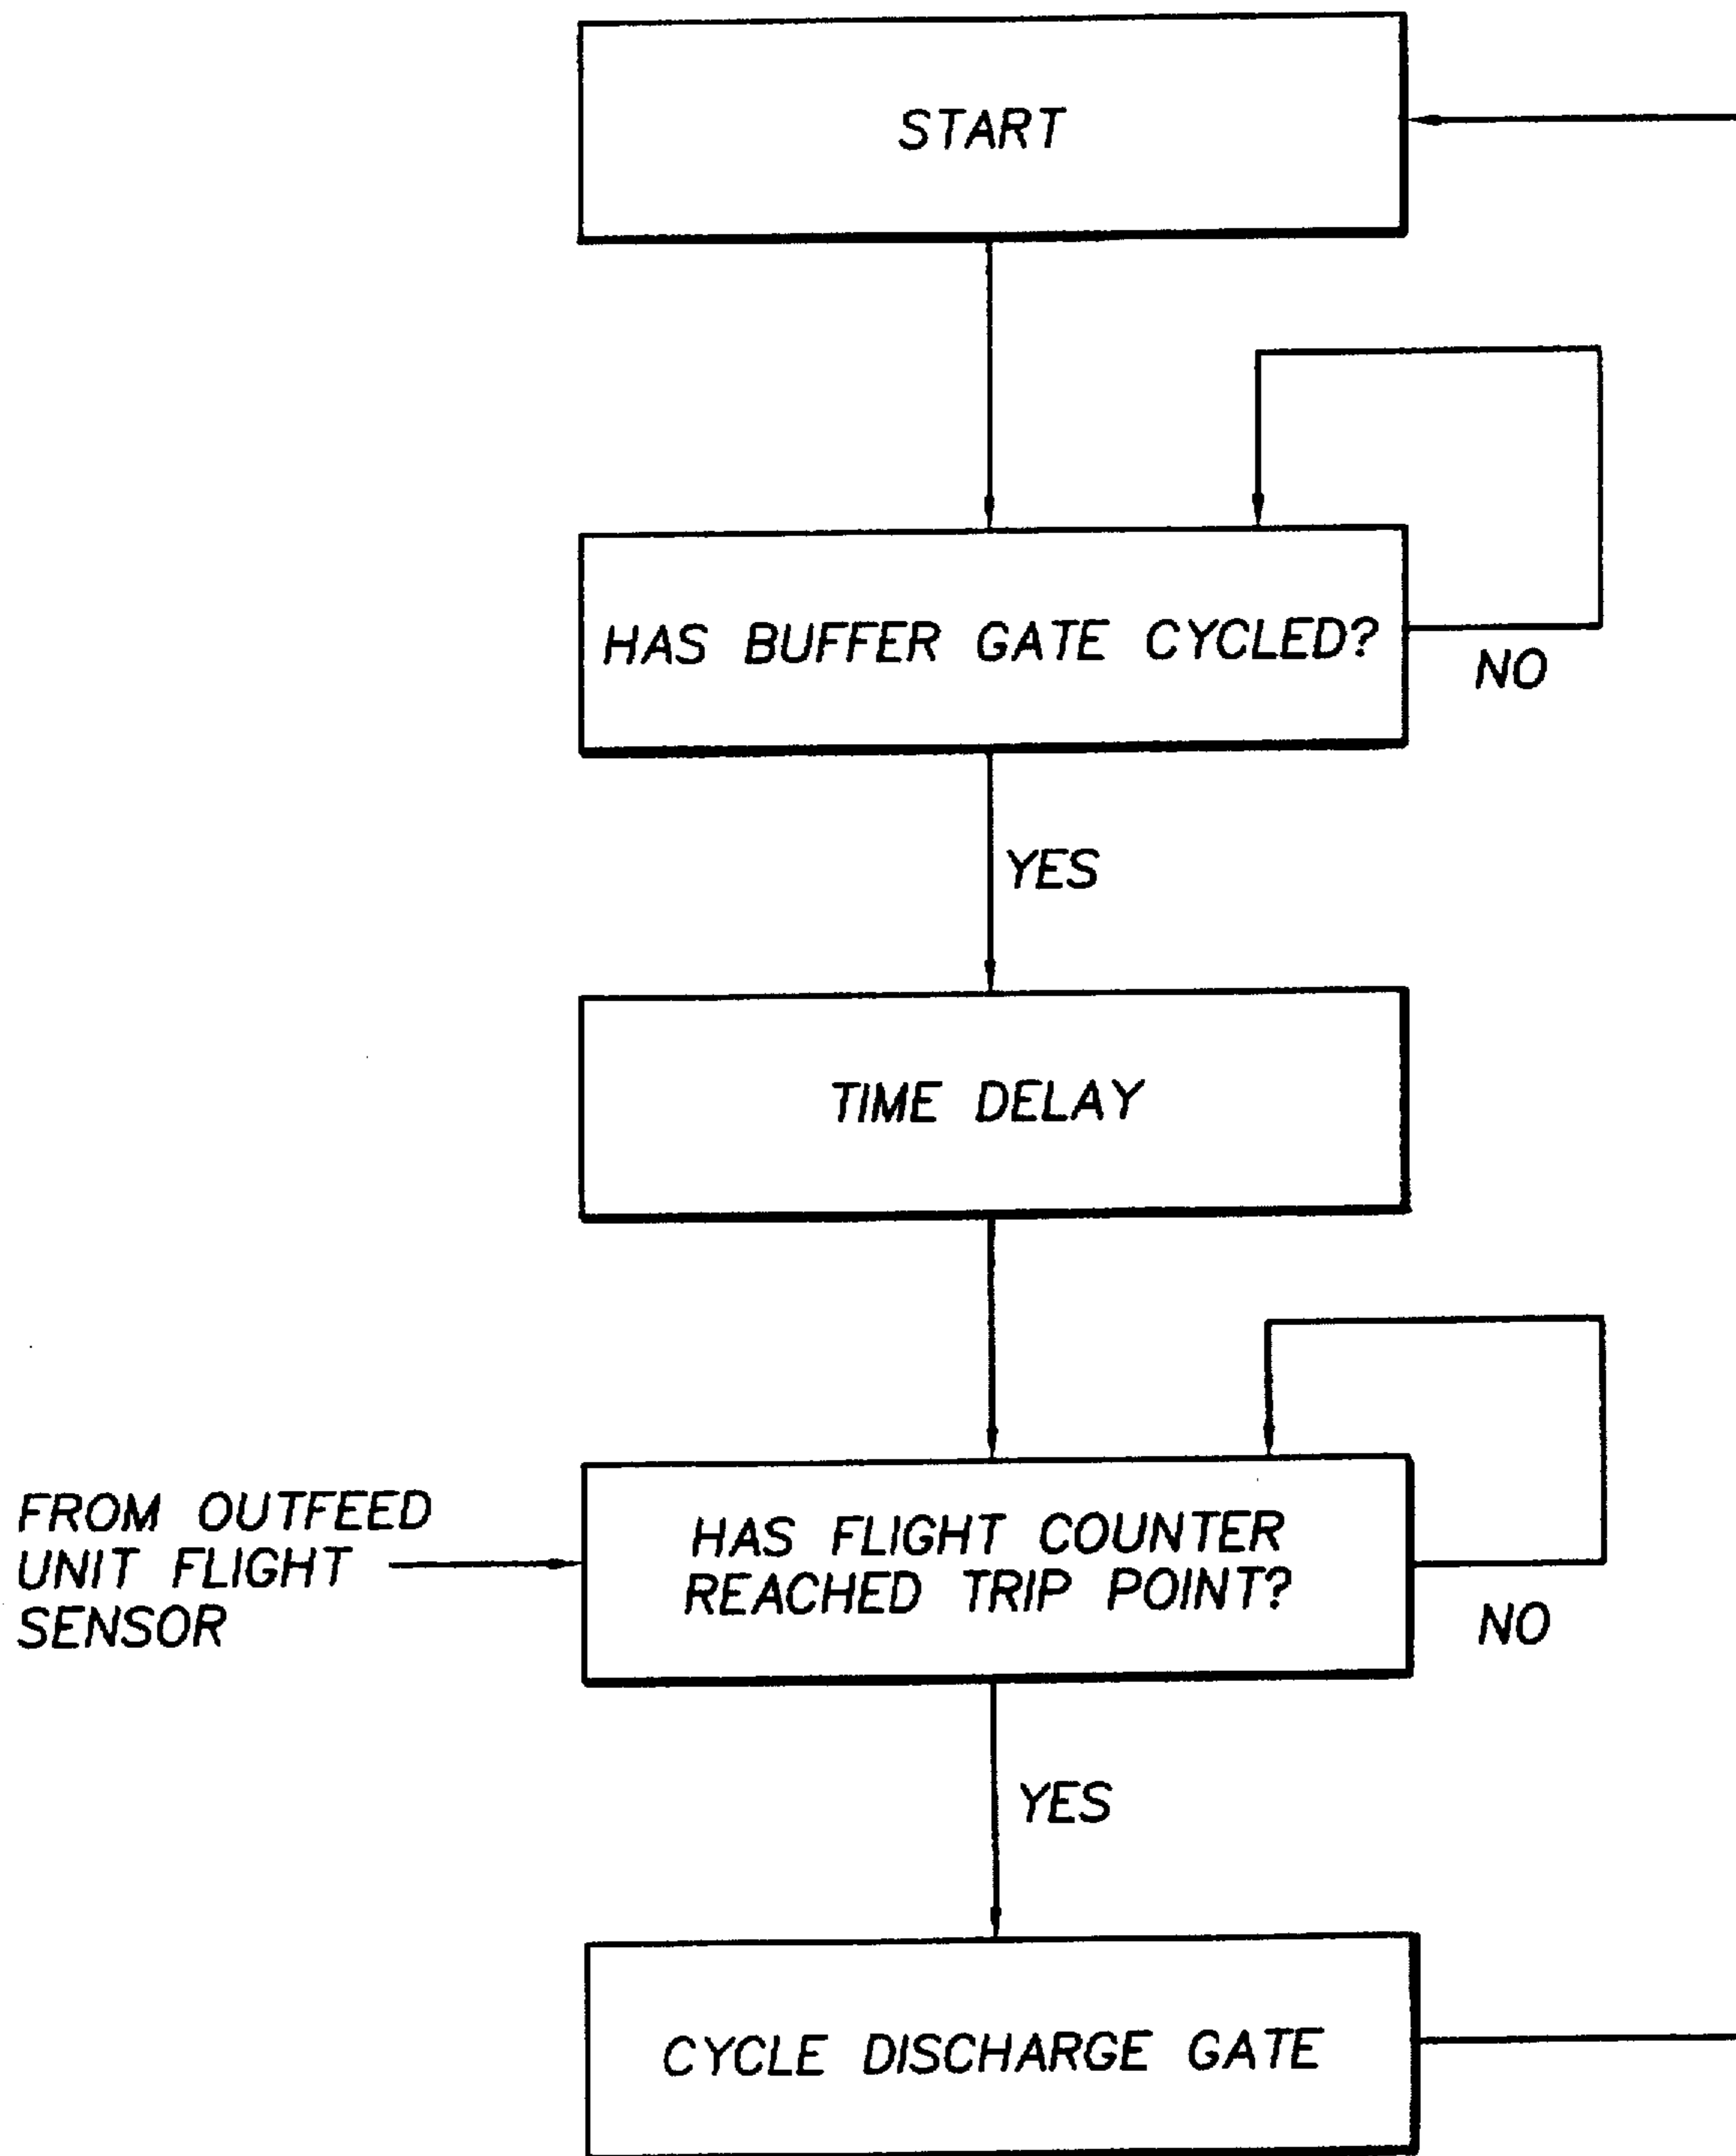 START
HAS BUFFER GATE CYCLED?
NO
YES
TIME DELAY
FROM OUTFEED
UNIT FLIGHT
SENSOR
HAS FLIGHT COUNTER
REACHED TRIP POINT?
NO
YES
CYCLE DISCHARGE GATE